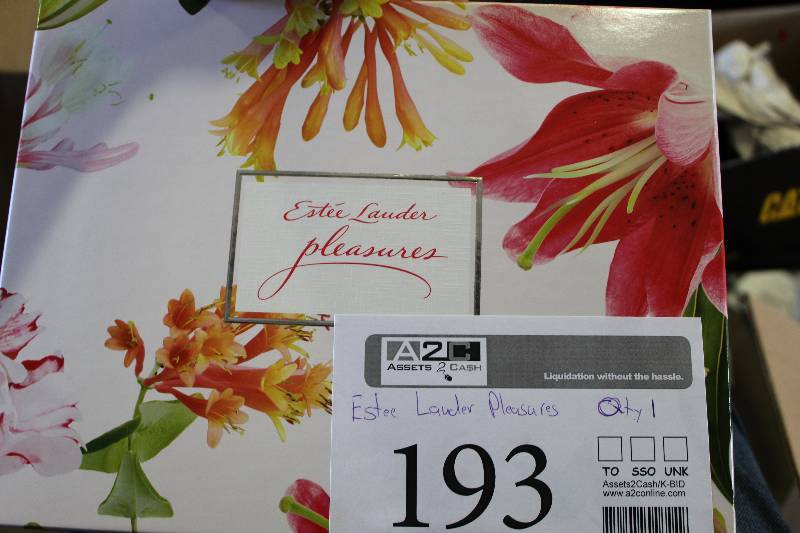 Estée Lauder
pleasures
A2C
ASSETS 2 CASH
Liquidation without the hassle.
Estee Lauder Pleasures Qty 1
193
TO SSO UNK
Assets2Cash/K-BID
www.a2conline.com